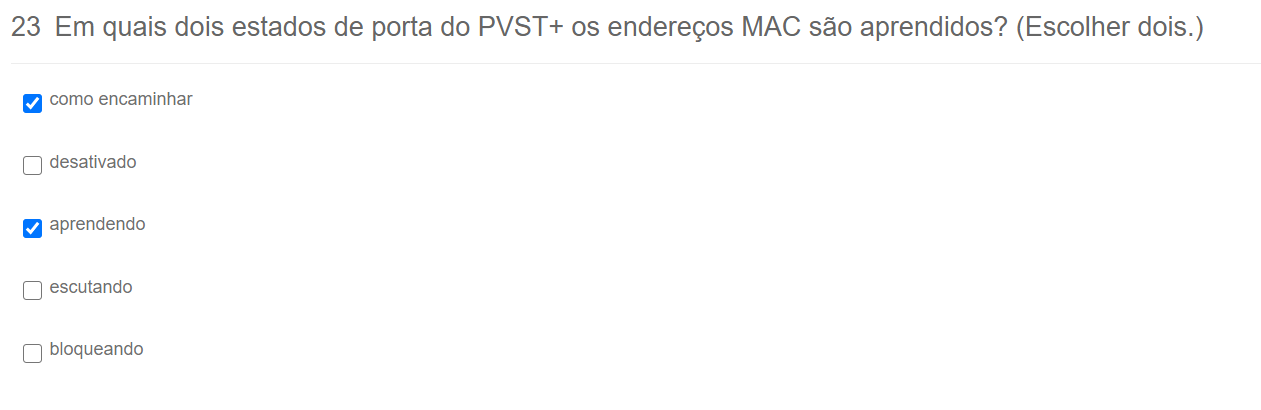 23 Em quais dois estados de porta do PVST+ os endereços MAC são aprendidos? (Escolher dois.)
como encaminhar
desativado
aprendendo
escutando
bloqueando